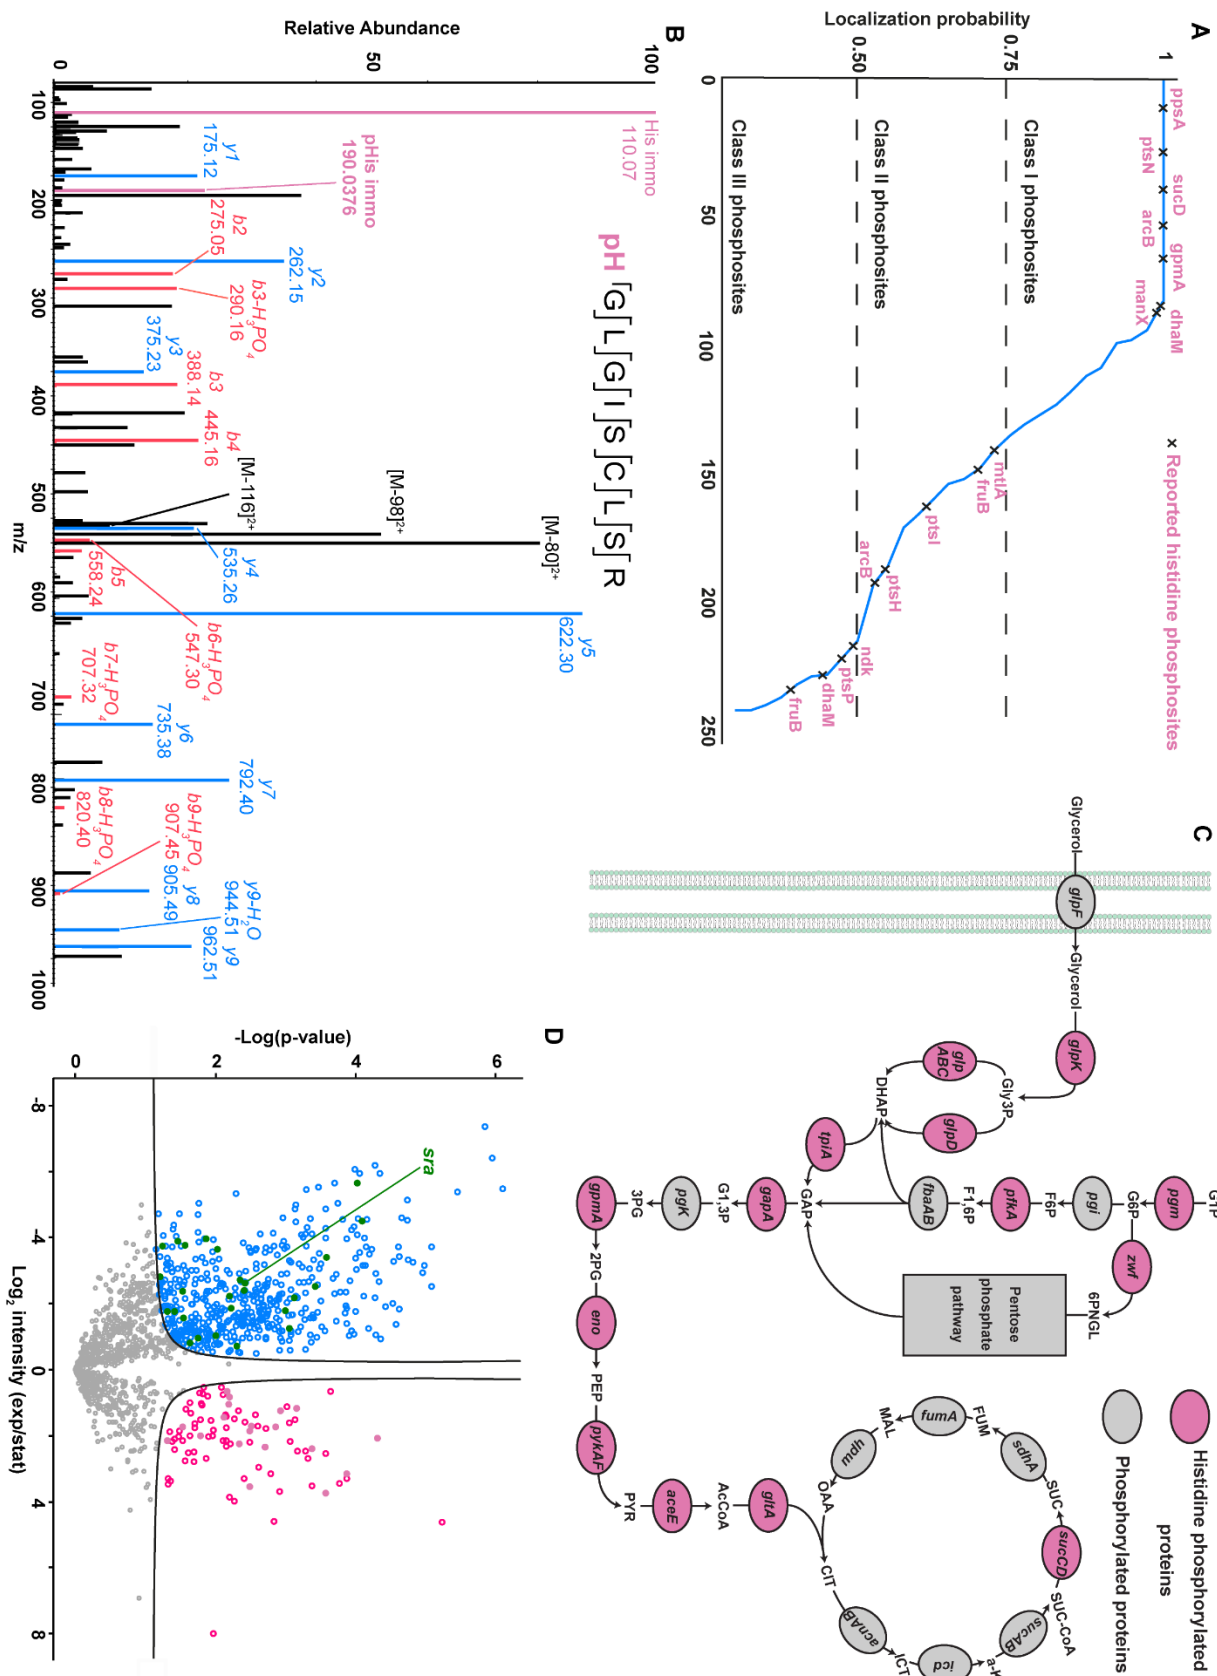 A
Localization probability
1
0.75
0.50
0
50
100
150
200
250
ppsA
ptsN
sucD
arcB
gpmA
manX
dhaM
mtlA
fruB
ptsI
ptsH
arcB
ndk
ptsP
dhaM
fruB
× Reported histidine phosphosites
Class I phosphosites
Class II phosphosites
Class III phosphosites
B
Relative Abundance
100
50
0
His immo
110.07
pHis immo
190.0376
y1
175.12
b2
275.05
y2
262.15
b3-H3PO4
290.16
y3
375.23
b3
388.14
b4
445.16
[M-116]2+
[M-98]2+
[M-80]2+
y4
535.26
b5
558.24
b6-H3PO4
547.30
y5
622.30
b7-H3PO4
707.32
y6
735.38
y7
792.40
b8-H3PO4
820.40
b9-H3PO4
907.45
y8
905.49
y9-H2O
944.51
y9
962.51
pH G L G I S C L S R
100
200
300
400
500
600
700
800
900
1000
m/z
C
Glycerol
glpF
Glycerol
glpK
Gly3P
glp
ABC
glpD
DHAP
tpiA
G1P
pgm
G6P
zwf
6PNGL
pgi
F6P
pfkA
F1,6P
fbaAB
GAP
Pentose
phosphate
pathway
gapA
G1,3P
pgK
3PG
gpmA
2PG
eno
PEP
pykAF
PYR
aceE
AcCoA
gltA
OAA
CIT
acnAB
ICT
icd
a-K
sucAB
SUC-CoA
sucCD
SUC
sdhA
FUM
fumA
MAL
mdh
Histidine phosphorylated
proteins
Phosphorylated proteins
D
-Log(p-value)
6
4
2
0
-8
-4
0
4
8
sra
Log2 intensity (exp/stat)